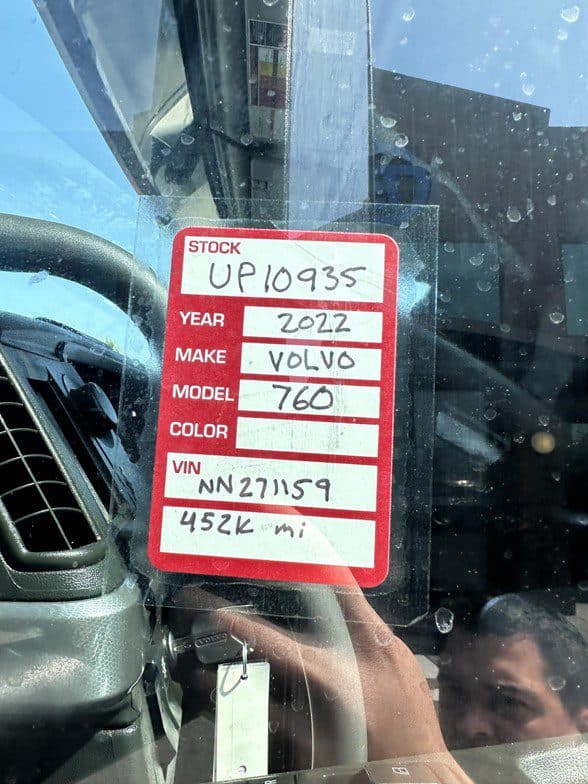 STOCK
UP10935
YEAR 2022
MAKE VOLVO
MODEL 760
COLOR
VIN
NN271159
452K mi